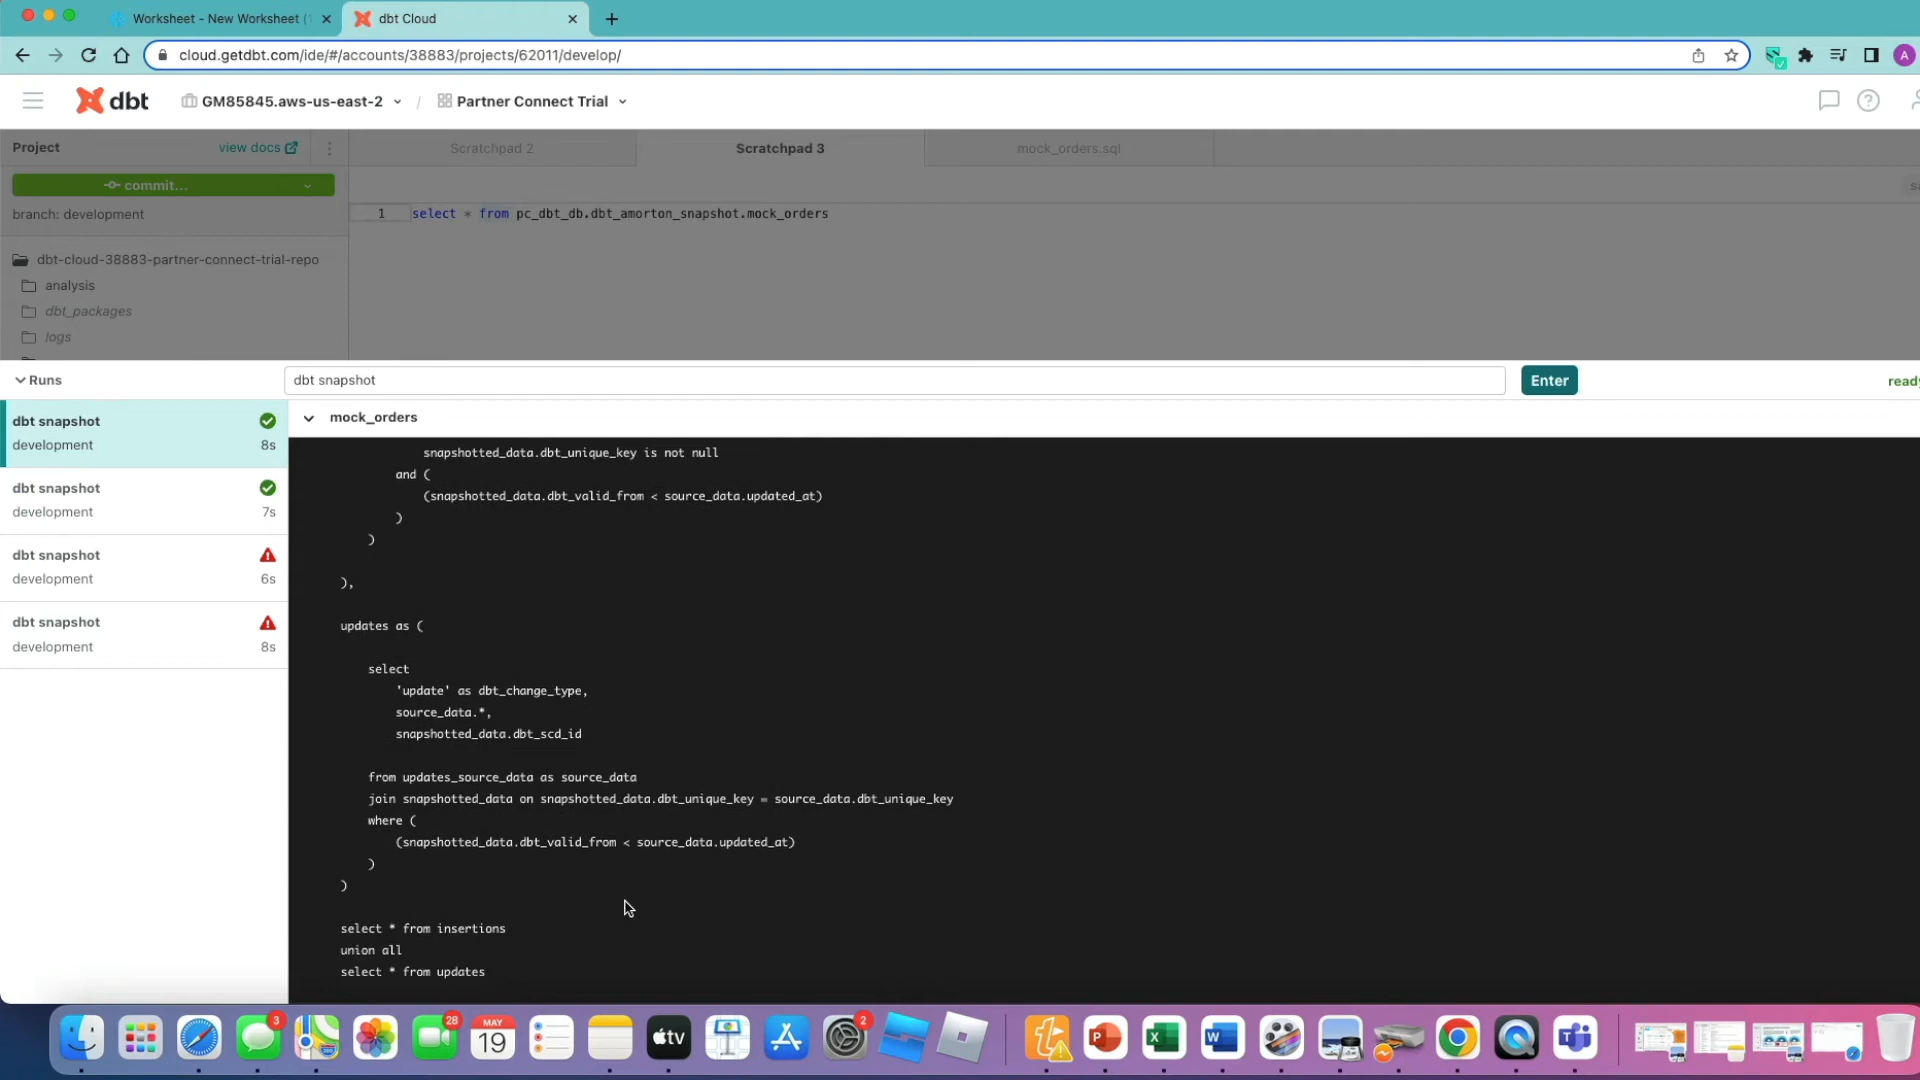 Worksheet - New Worksheet (
dbt Cloud
cloud.getdbt.com/ide/#/accounts/38883/projects/62011/develop/
A
dbt
GM85845.aws-us-east-2
/
Partner Connect Trial
Project
view docs
Scratchpad 2
Scratchpad 3
mock_orders.sql
commit...
branch: development
1 select * from pc_dbt_db.dbt_amorton_snapshot.mock_orders
dbt-cloud-38883-partner-connect-trial-repo
analysis
dbt_packages
logs
Runs
dbt snapshot
Enter
ready
dbt snapshot
development 8s
dbt snapshot
development 7s
dbt snapshot
development 6s
dbt snapshot
development 8s
mock_orders
snapshotted_data.dbt_unique_key is not null
and (
(snapshotted_data.dbt_valid_from < source_data.updated_at)
)
)
),
updates as (
select
'update' as dbt_change_type,
source_data.*,
snapshotted_data.dbt_scd_id
from updates_source_data as source_data
join snapshotted_data on snapshotted_data.dbt_unique_key = source_data.dbt_unique_key
where (
(snapshotted_data.dbt_valid_from < source_data.updated_at)
)
)
select * from insertions
union all
select * from updates
3
28
MAY
19
tv
2
P
X
W